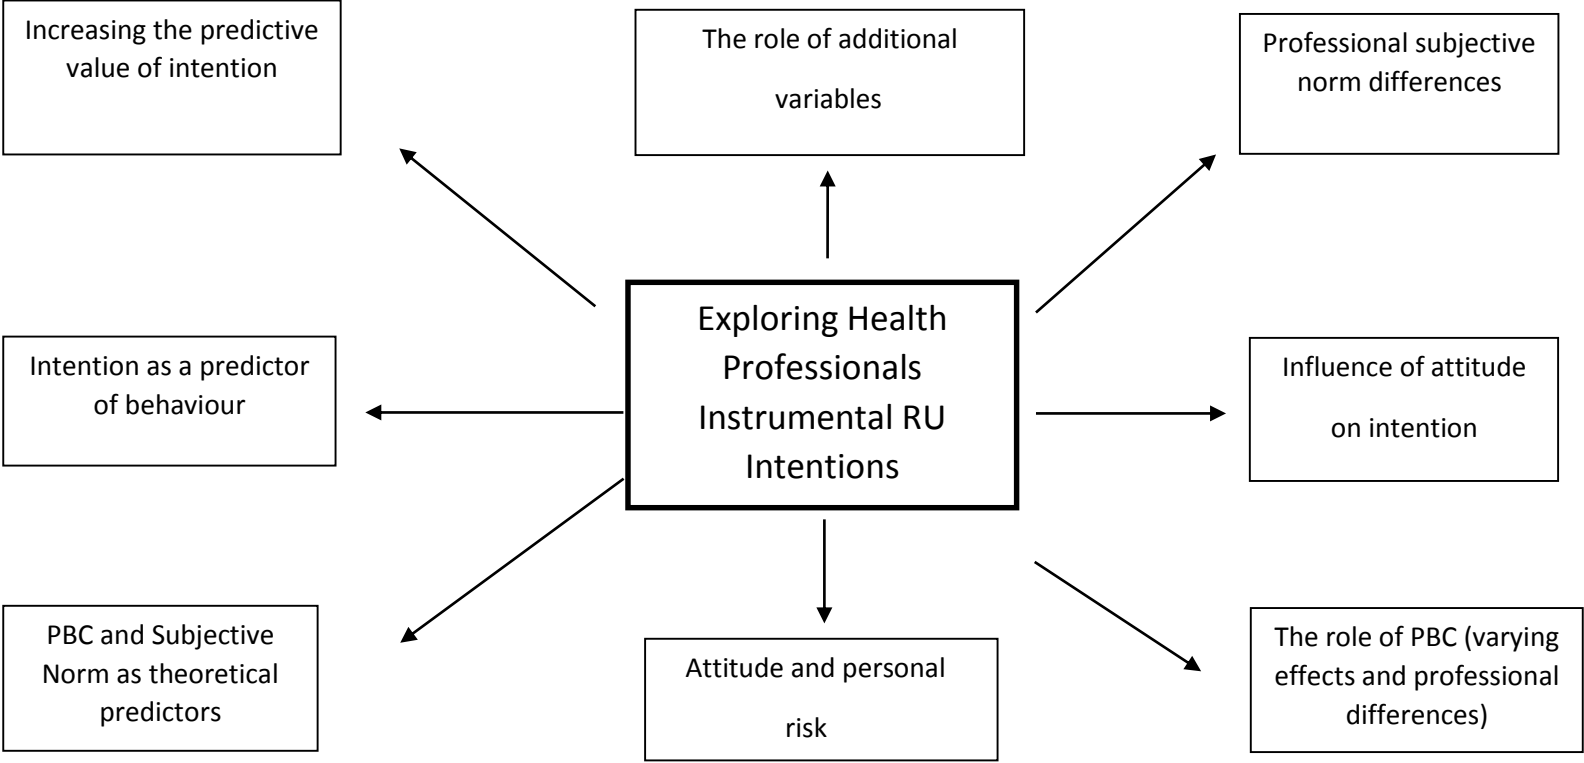 Increasing the predictive
value of intention
The role of additional
variables
Professional subjective
norm differences
Exploring Health
Professionals
Instrumental RU
Intentions
Intention as a predictor
of behaviour
Influence of attitude
on intention
PBC and Subjective
Norm as theoretical
predictors
Attitude and personal
risk
The role of PBC (varying
effects and professional
differences)